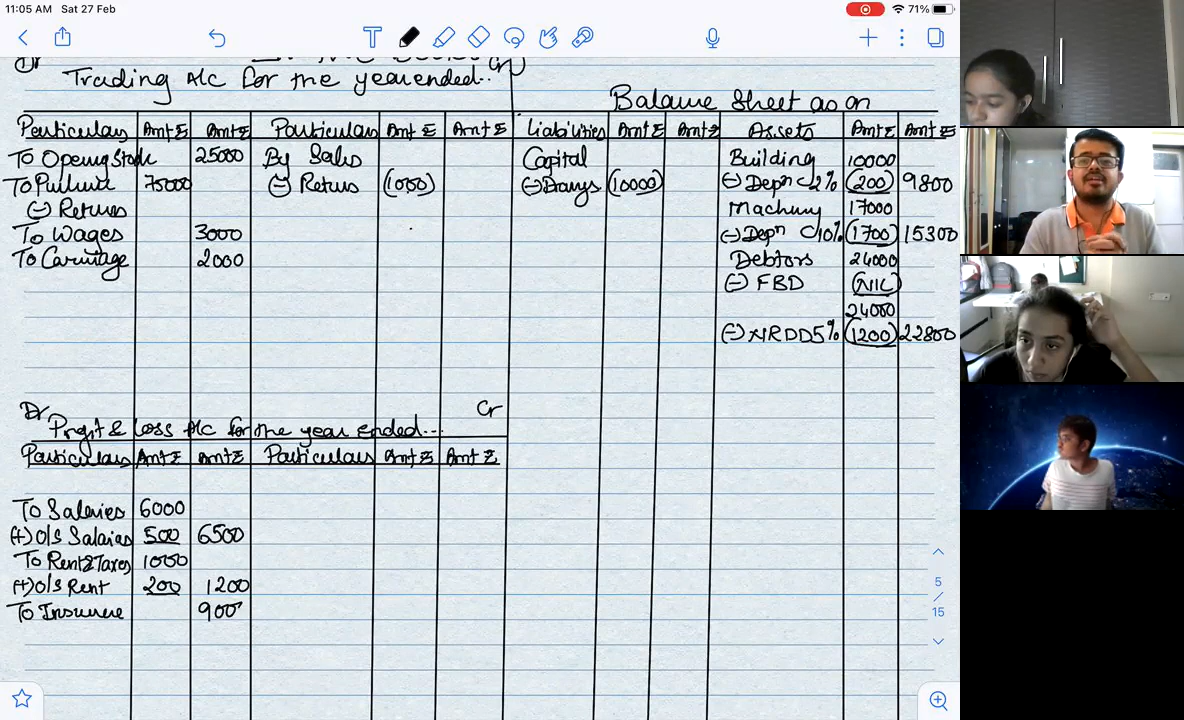 11:05 AM Sat 27 Feb
71%
Dr Cr
Trading A/c for the year ended..
Particulars Amt ₹ Amt ₹ Particulars Amt ₹ Amt ₹
To Openg Stock 25000 By Sales
To Purchase 75000 (-) Returns (1000)
(-) Returns
To Wages 3000
To Carriage 2000
Balance Sheet as on
Liabilities Amt ₹ Amt ₹ Assets Amt ₹ Amt ₹
Capital Building 10000
(-) Drawgs (10000) (-) Depn @ 2% (200) 9800
Machinery 17000
(-) Depn @ 10% (1700) 15300
Debtors 24000
(-) FBD (NIL)
24000
(-) NRDD 5% (1200) 22800
Dr Cr
Profit & Loss A/c for the year ended...
Particulars Amt ₹ Amt ₹ Particulars Amt ₹ Amt ₹
To Salaries 6000
(+) O/S Salaries 500 6500
To Rent & Taxes 1000
(+) O/S Rent 200 1200
To Insurance 900
5
/
15